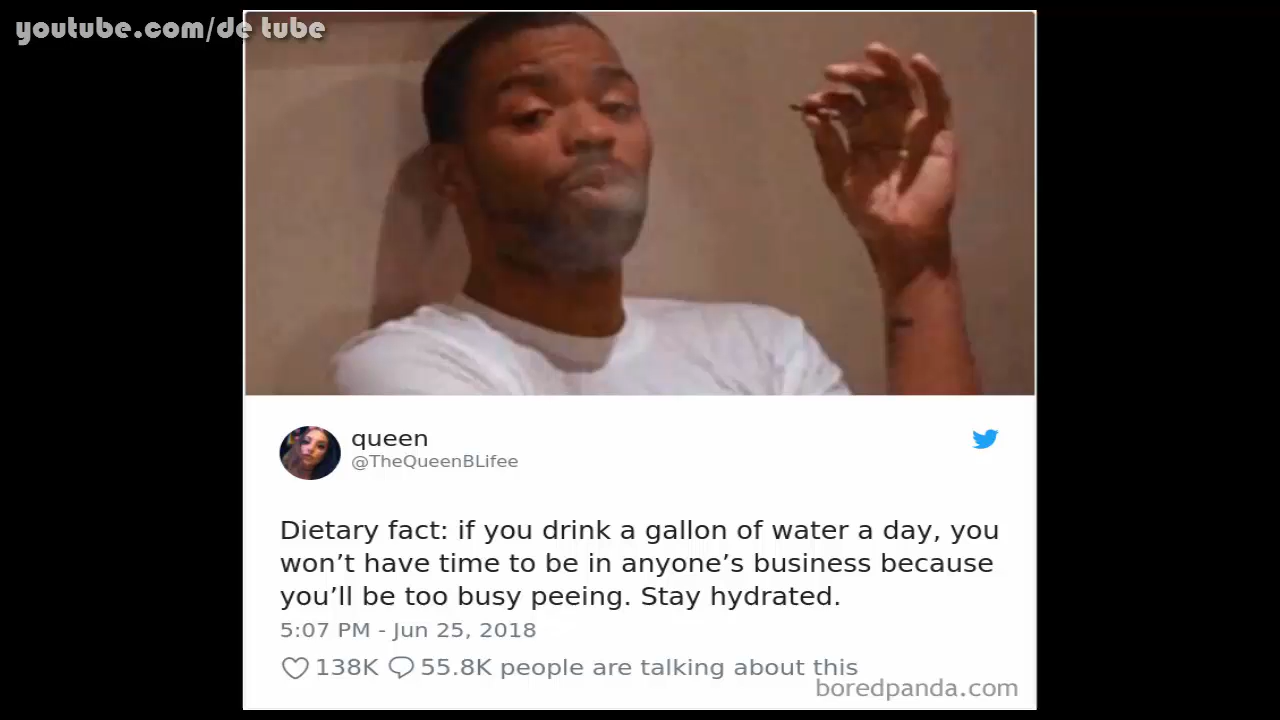 youtube.com/de tube
queen
@TheQueenBLifee
Dietary fact: if you drink a gallon of water a day, you
won’t have time to be in anyone’s business because
you’ll be too busy peeing. Stay hydrated.
5:07 PM - Jun 25, 2018
138K 55.8K people are talking about this
boredpanda.com